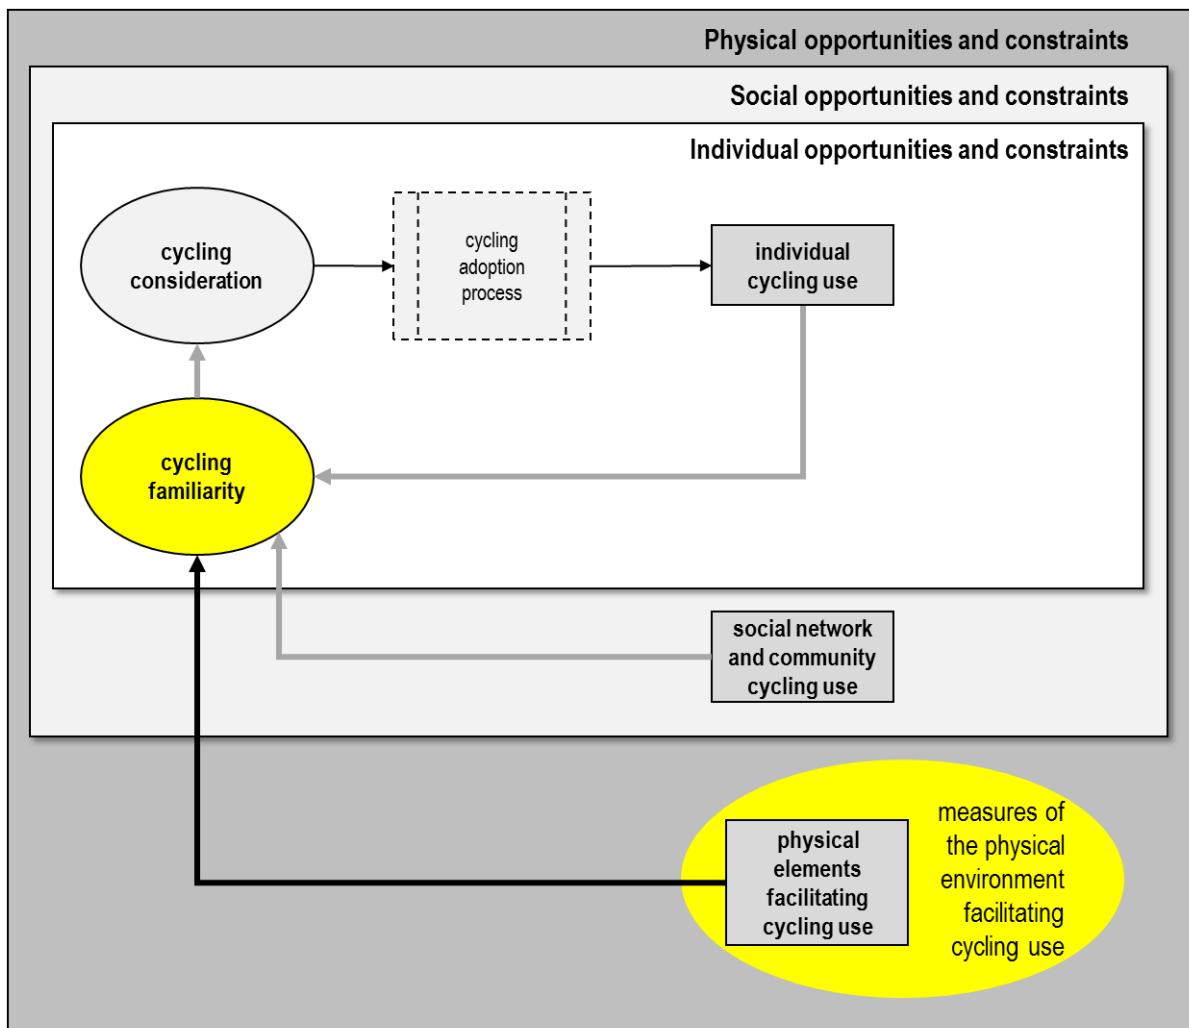 Physical opportunities and constraints
Social opportunities and constraints
Individual opportunities and constraints
cycling
consideration
cycling
adoption
process
individual
cycling use
cycling
familiarity
social network
and community
cycling use
physical
elements
facilitating
cycling use
measures of
the physical
environment
facilitating
cycling use